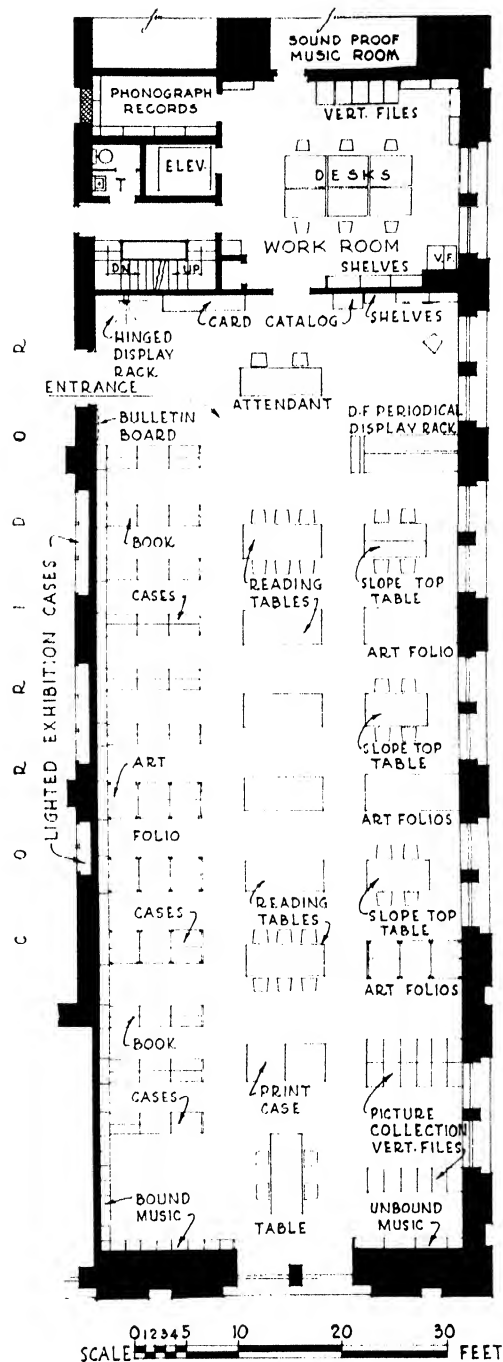 SOUND PROOF
MUSIC ROOM
PHONOGRAPH
RECORDS
VERT. FILES
ELEV.
T
DESKS
WORK ROOM
DN.
UP.
SHELVES
V.F.
HINGED
DISPLAY
RACK
CARD CATALOG
SHELVES
ENTRANCE
ATTENDANT
BULLETIN
BOARD
D.F PERIODICAL
DISPLAY RACK
CORRIDOR
LIGHTED EXHIBITION CASES
BOOK
CASES
READING
TABLES
SLOPE TOP
TABLE
ART FOLIO
SLOPE TOP
TABLE
ART
FOLIO
CASES
ART FOLIOS
READING
TABLES
SLOPE TOP
TABLE
ART FOLIOS
BOOK
CASES
PRINT
CASE
PICTURE
COLLECTION
VERT. FILES
BOUND
MUSIC
TABLE
UNBOUND
MUSIC
SCALE 0 1 2 3 4 5 10 20 30 FEET